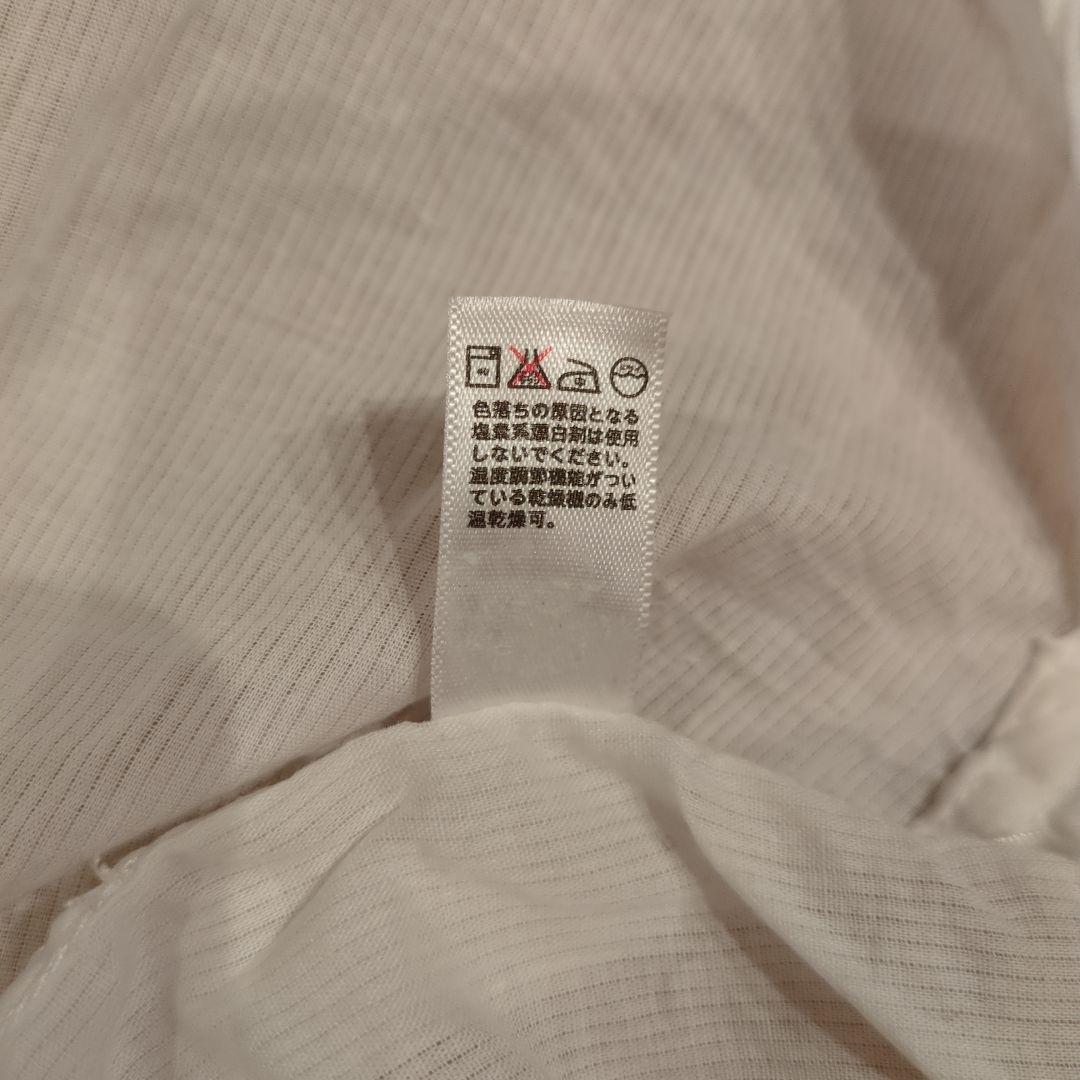 色落ちの原因となる
塩素系漂白剤は使用
しないでください。
温度調節機能がつい
ている乾燥機のみ低
温乾燥可。